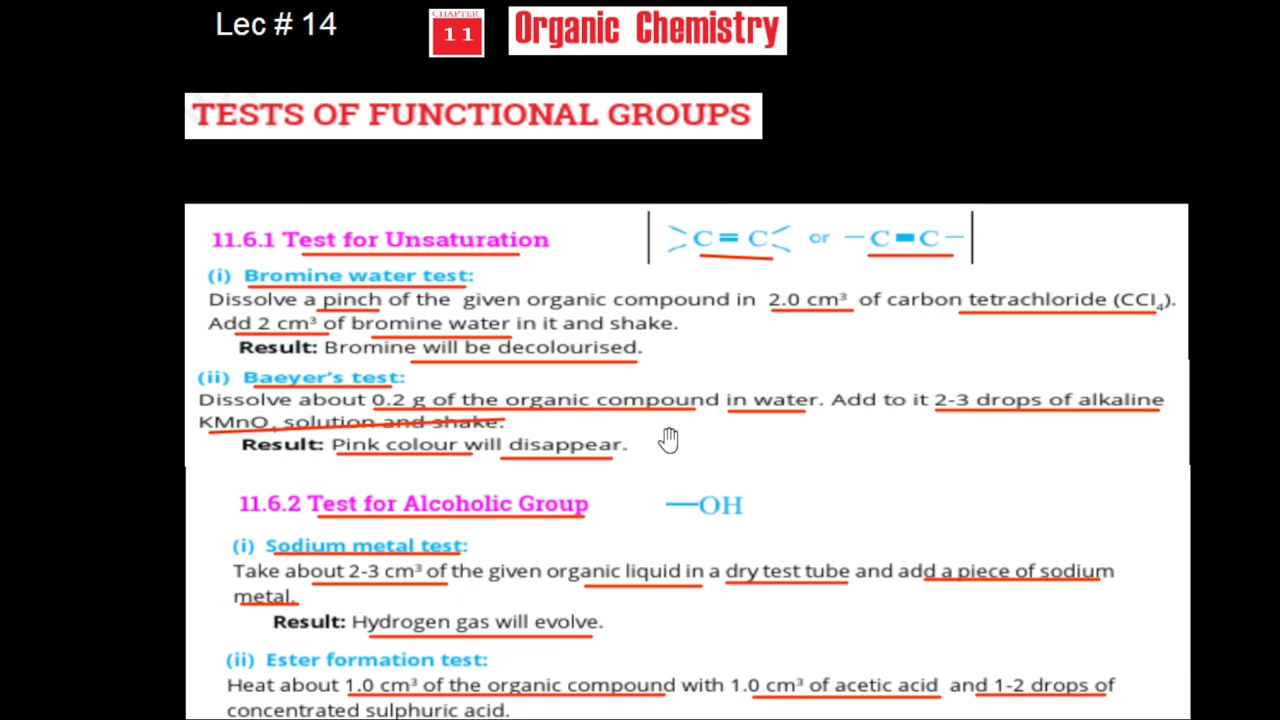 Lec # 14
CHAPTER
11
Organic Chemistry
TESTS OF FUNCTIONAL GROUPS
11.6.1 Test for Unsaturation
C = C or — C ≡ C —
(i) Bromine water test:
Dissolve a pinch of the given organic compound in 2.0 cm³ of carbon tetrachloride (CCl₄).
Add 2 cm³ of bromine water in it and shake.
Result: Bromine will be decolourised.
(ii) Baeyer's test:
Dissolve about 0.2 g of the organic compound in water. Add to it 2-3 drops of alkaline
KMnO₄ solution and shake.
Result: Pink colour will disappear.
11.6.2 Test for Alcoholic Group
—OH
(i) Sodium metal test:
Take about 2-3 cm³ of the given organic liquid in a dry test tube and add a piece of sodium
metal.
Result: Hydrogen gas will evolve.
(ii) Ester formation test:
Heat about 1.0 cm³ of the organic compound with 1.0 cm³ of acetic acid and 1-2 drops of
concentrated sulphuric acid.